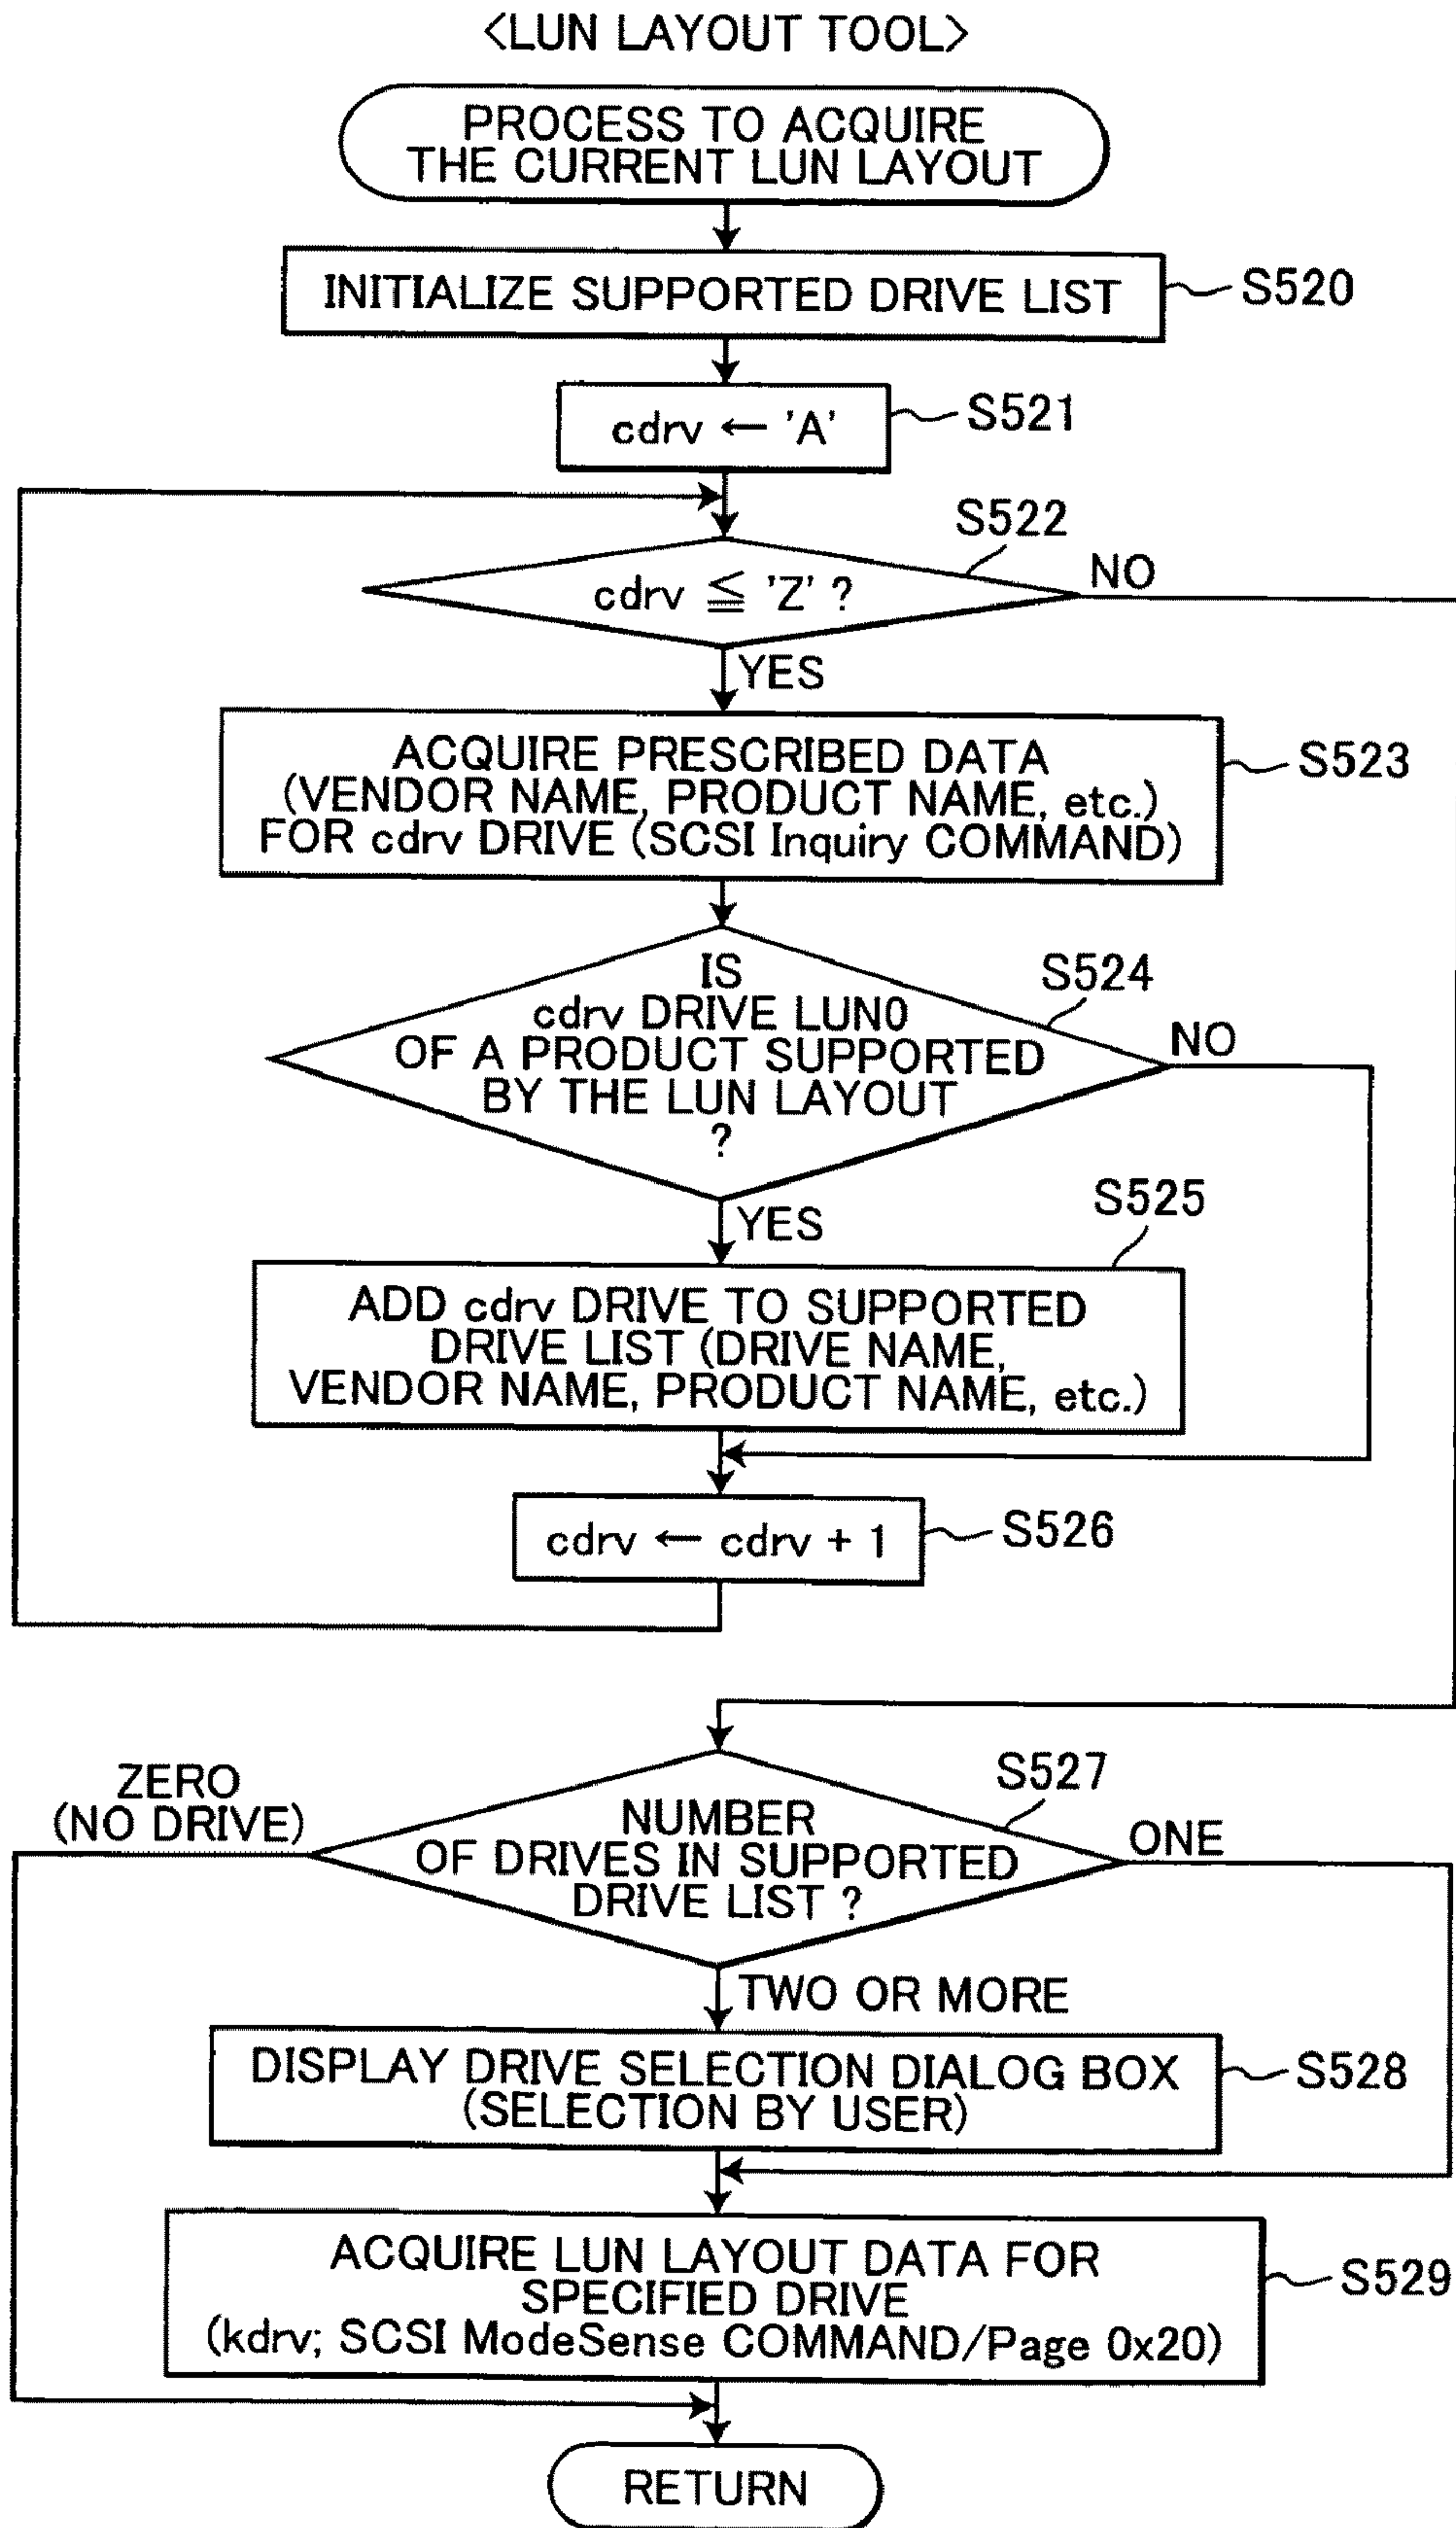 <LUN LAYOUT TOOL>
PROCESS TO ACQUIRE
THE CURRENT LUN LAYOUT
INITIALIZE SUPPORTED DRIVE LIST
S520
cdrv ← 'A'
S521
S522
cdrv ≦ 'Z' ?
NO
YES
ACQUIRE PRESCRIBED DATA
(VENDOR NAME, PRODUCT NAME, etc.)
FOR cdrv DRIVE (SCSI Inquiry COMMAND)
S523
IS
cdrv DRIVE LUN0
OF A PRODUCT SUPPORTED
BY THE LUN LAYOUT
?
S524
NO
YES
S525
ADD cdrv DRIVE TO SUPPORTED
DRIVE LIST (DRIVE NAME,
VENDOR NAME, PRODUCT NAME, etc.)
cdrv ← cdrv + 1
S526
ZERO
(NO DRIVE)
S527
NUMBER
OF DRIVES IN SUPPORTED
DRIVE LIST ?
ONE
TWO OR MORE
DISPLAY DRIVE SELECTION DIALOG BOX
(SELECTION BY USER)
S528
ACQUIRE LUN LAYOUT DATA FOR
SPECIFIED DRIVE
(kdrv; SCSI ModeSense COMMAND/Page 0x20)
S529
RETURN